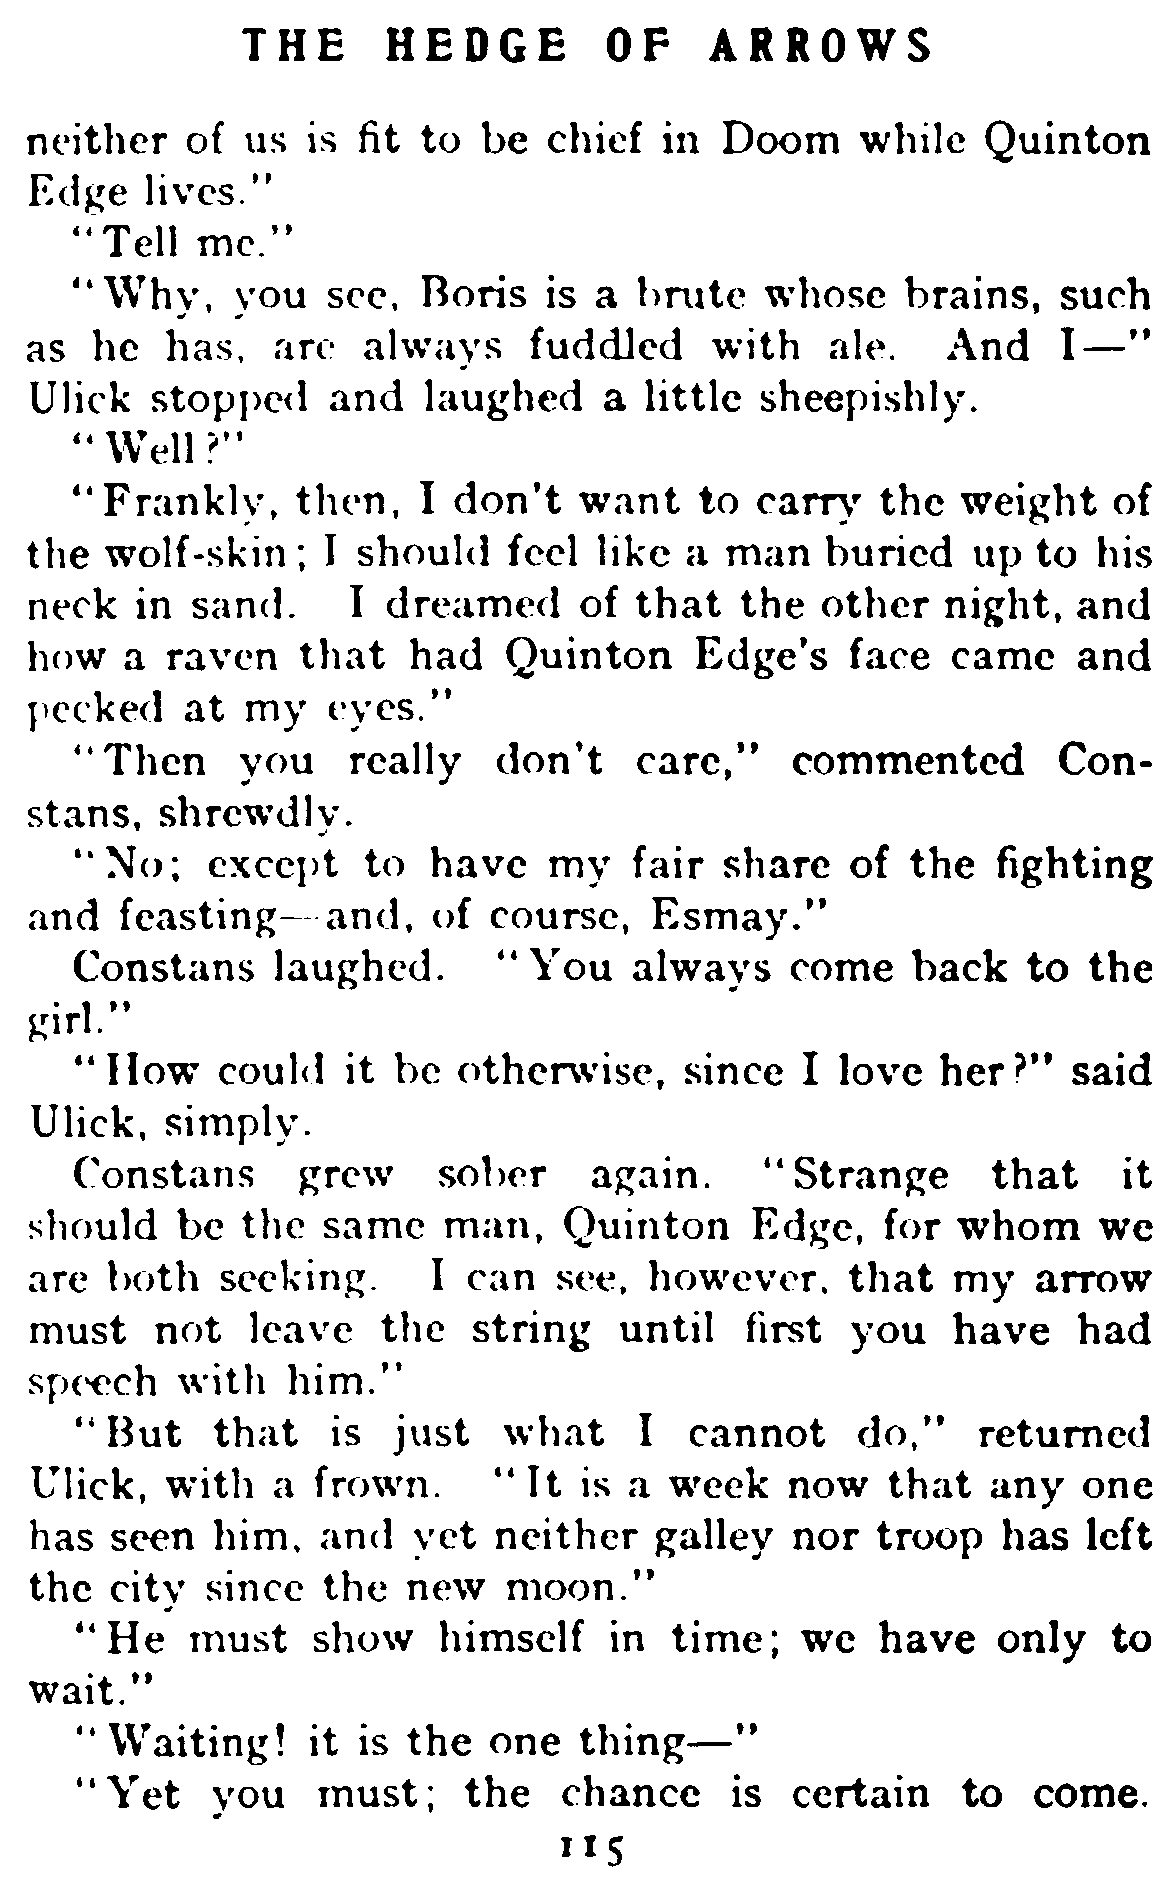 THE HEDGE OF ARROWS
neither of us is fit to be chief in Doom while Quinton
Edge lives."
"Tell me."
"Why, you see, Boris is a brute whose brains, such
as he has, are always fuddled with ale. And I—"
Ulick stopped and laughed a little sheepishly.
"Well?"
"Frankly, then, I don't want to carry the weight of
the wolf-skin; I should feel like a man buried up to his
neck in sand. I dreamed of that the other night, and
how a raven that had Quinton Edge's face came and
pecked at my eyes."
"Then you really don't care," commented Con-
stans, shrewdly.
"No; except to have my fair share of the fighting
and feasting—and, of course, Esmay."
Constans laughed. "You always come back to the
girl."
"How could it be otherwise, since I love her?" said
Ulick, simply.
Constans grew sober again. "Strange that it
should be the same man, Quinton Edge, for whom we
are both seeking. I can see, however, that my arrow
must not leave the string until first you have had
speech with him."
"But that is just what I cannot do," returned
Ulick, with a frown. "It is a week now that any one
has seen him, and yet neither galley nor troop has left
the city since the new moon."
"He must show himself in time; we have only to
wait."
"Waiting! it is the one thing—"
"Yet you must; the chance is certain to come.
115